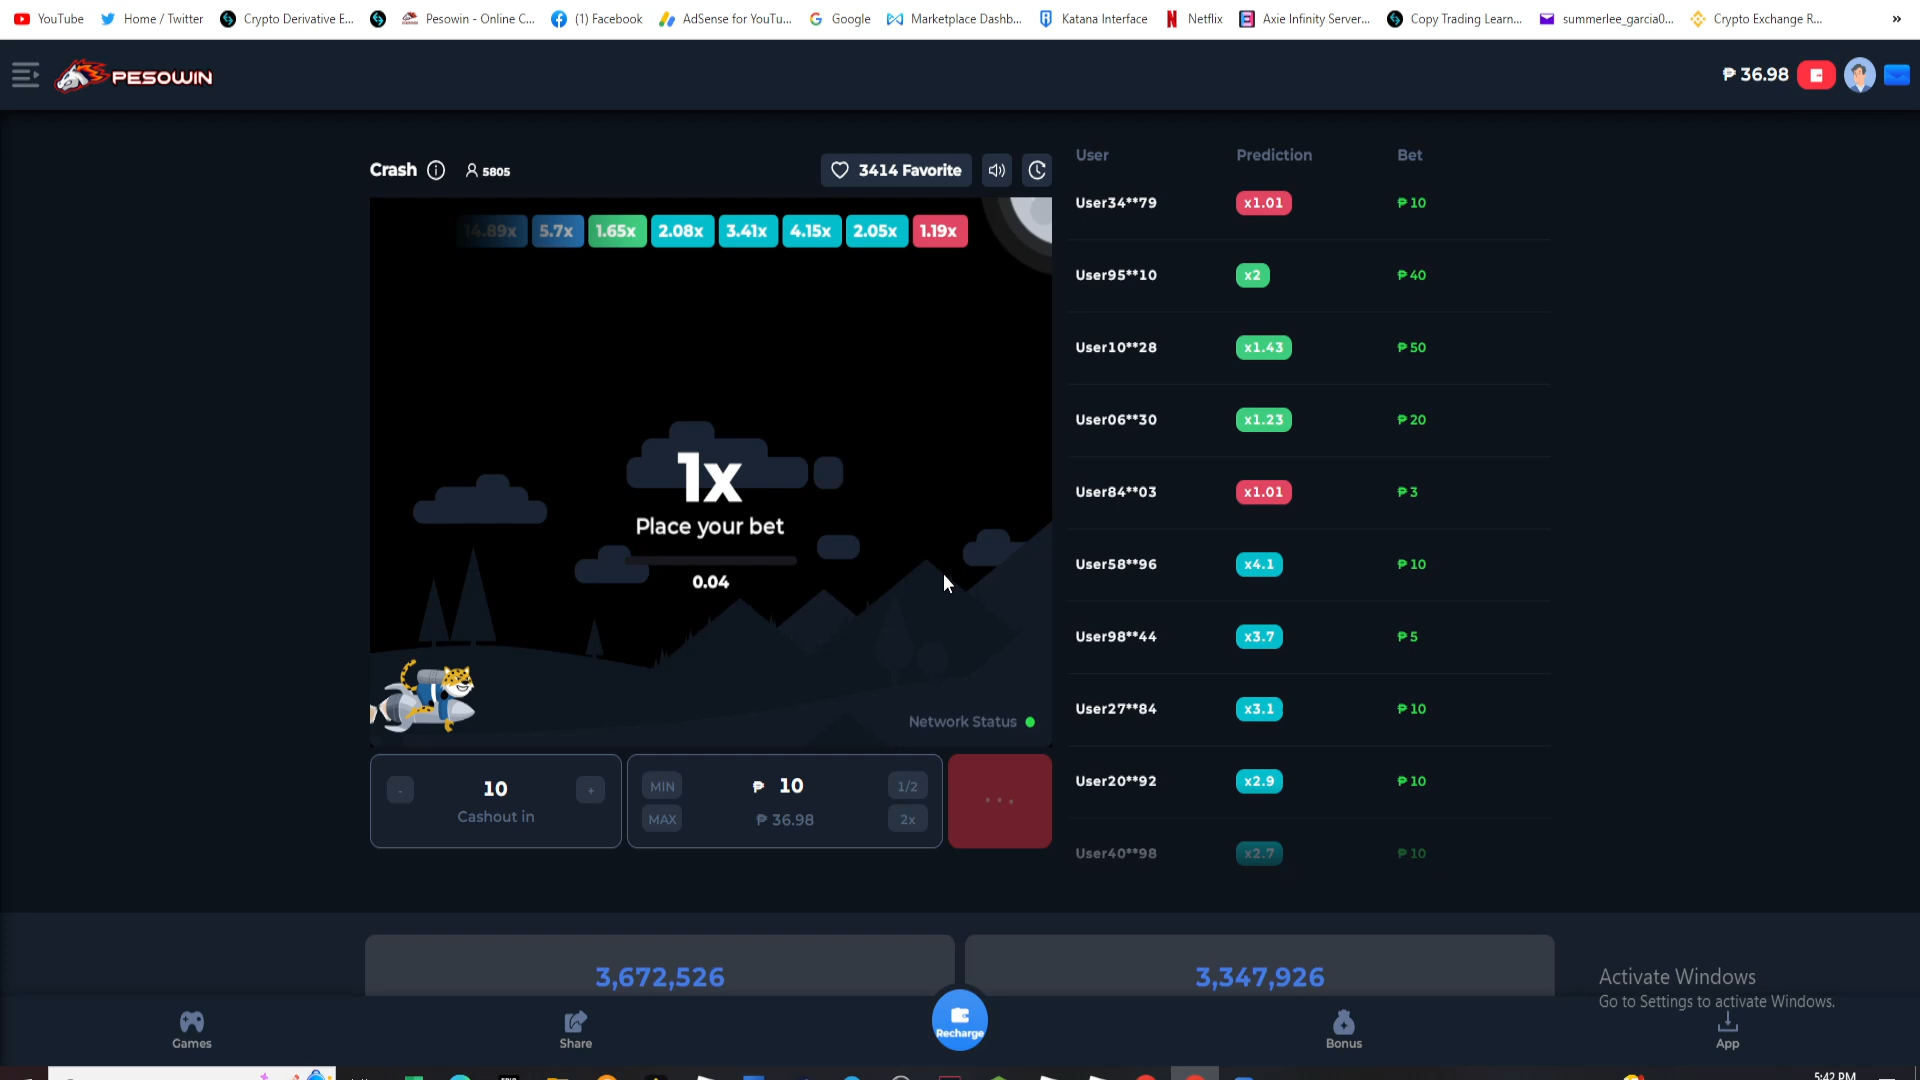 YouTube
Home / Twitter
Crypto Derivative E...
Pesowin - Online C...
(1) Facebook
AdSense for YouTu...
Google
Marketplace Dashb...
Katana Interface
Netflix
Axie Infinity Server...
Copy Trading Learn...
summerlee_garcia0...
Crypto Exchange R...
»
PESOWIN
₱ 36.98
Crash
5805
3414 Favorite
14.89x 5.7x 1.65x 2.08x 3.41x 4.15x 2.05x 1.19x
1x
Place your bet
0.04
Network Status
- 10 +
Cashout in
MIN ₱ 10 1/2
MAX ₱ 36.98 2x
...
User Prediction Bet
User34**79 x1.01 ₱ 10
User95**10 x2 ₱ 40
User10**28 x1.43 ₱ 50
User06**30 x1.23 ₱ 20
User84**03 x1.01 ₱ 3
User58**96 x4.1 ₱ 10
User98**44 x3.7 ₱ 5
User27**84 x3.1 ₱ 10
User20**92 x2.9 ₱ 10
User40**98 x2.7 ₱ 10
3,672,526
3,347,926
Activate Windows
Go to Settings to activate Windows.
Games
Share
Recharge
Bonus
App
5:42 PM